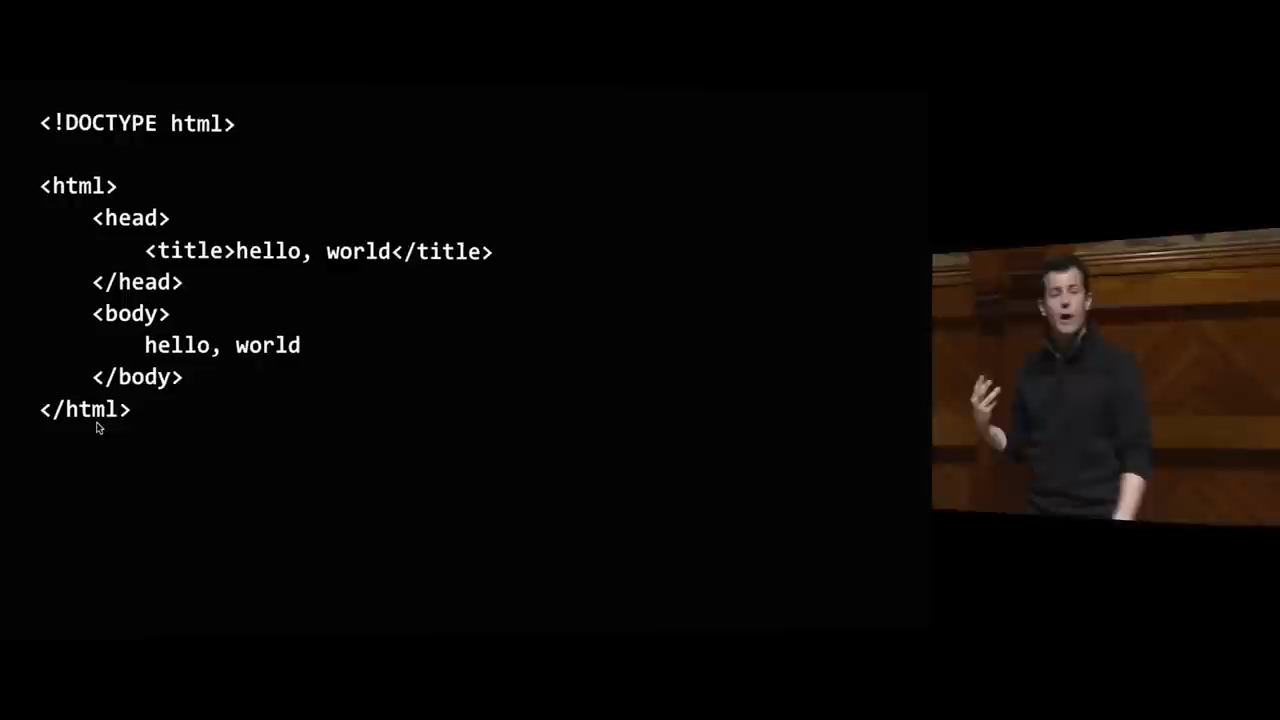 <!DOCTYPE html>
<html>
<head>
<title>hello, world</title>
</head>
<body>
hello, world
</body>
</html>